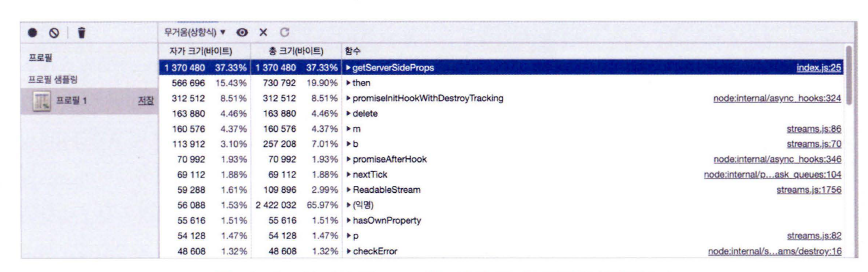 무거움(상향식) ▼
프로필
프로필 샘플링
프로필 1 저장
자가 크기(바이트) 총 크기(바이트) 함수
1 370 480 37.33% 1 370 480 37.33% ▶ getServerSideProps index.js:25
566 696 15.43% 730 792 19.90% ▶ then
312 512 8.51% 312 512 8.51% ▶ promiseInitHookWithDestroyTracking node:internal/async_hooks:324
163 880 4.46% 163 880 4.46% ▶ delete
160 576 4.37% 160 576 4.37% ▶ m streams.js:86
113 912 3.10% 257 208 7.01% ▶ b streams.js:70
70 992 1.93% 70 992 1.93% ▶ promiseAfterHook node:internal/async_hooks:346
69 112 1.88% 69 112 1.88% ▶ nextTick node:internal/p…ask_queues:104
59 288 1.61% 109 896 2.99% ▶ ReadableStream streams.js:1756
56 088 1.53% 2 422 032 65.97% ▶ (익명)
55 616 1.51% 55 616 1.51% ▶ hasOwnProperty
54 128 1.47% 54 128 1.47% ▶ p streams.js:82
48 608 1.32% 48 608 1.32% ▶ checkError node:internal/s…ams/destroy:16